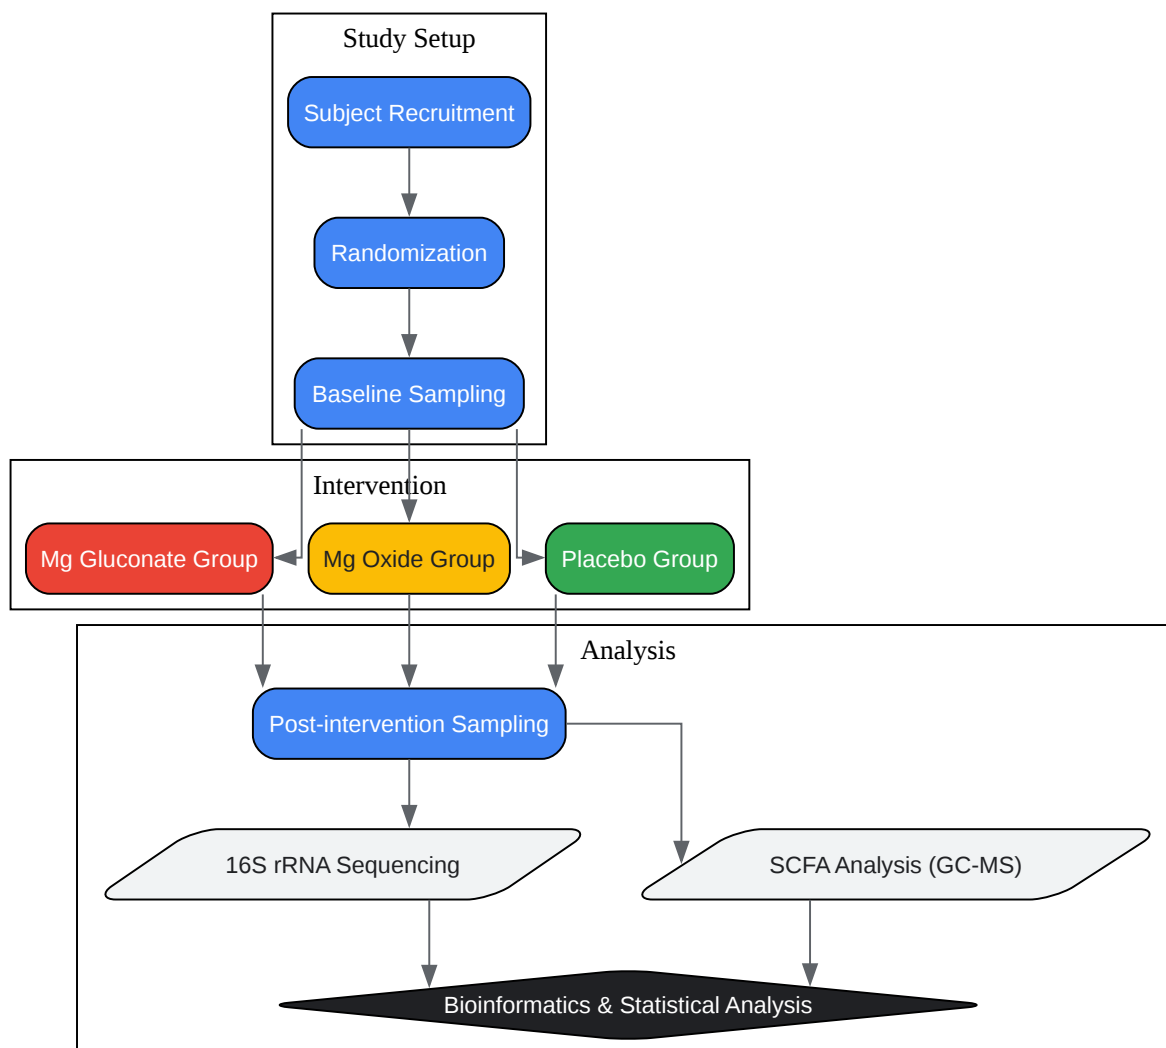 Study Setup
Subject Recruitment
Randomization
Baseline Sampling
Intervention
Mg Gluconate Group
Mg Oxide Group
Placebo Group
Analysis
Post-intervention Sampling
16S rRNA Sequencing
SCFA Analysis (GC-MS)
Bioinformatics & Statistical Analysis